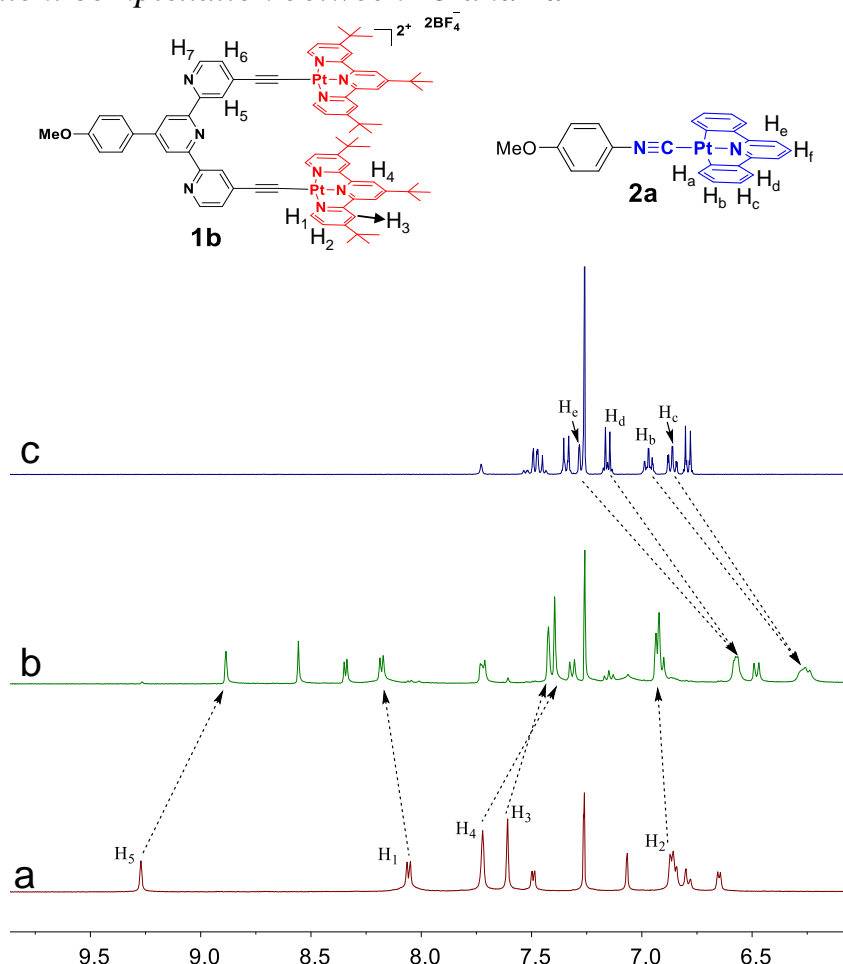 2+ 2BF4−
H7 H6
N N Pt N
N H5
MeO N
H4
N N Pt N
N
H1 H2 H3
1b
MeO N≡C Pt N
He
Hf
Ha Hd
Hb Hc
2a
He Hd Hb Hc
c
b
H5 H1 H4 H3 H2
a
9.5 9.0 8.5 8.0 7.5 7.0 6.5